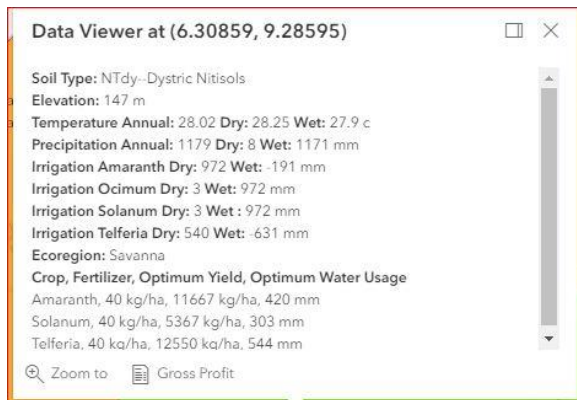 Data Viewer at (6.30859, 9.28595)
Soil Type: NTdy--Dystric Nitisols
Elevation: 147 m
Temperature Annual: 28.02 Dry: 28.25 Wet: 27.9 c
Precipitation Annual: 1179 Dry: 8 Wet: 1171 mm
Irrigation Amaranth Dry: 972 Wet: -191 mm
Irrigation Ocimum Dry: 3 Wet: 972 mm
Irrigation Solanum Dry: 3 Wet : 972 mm
Irrigation Telferia Dry: 540 Wet: -631 mm
Ecoregion: Savanna
Crop, Fertilizer, Optimum Yield, Optimum Water Usage
Amaranth, 40 kg/ha, 11667 kg/ha, 420 mm
Solanum, 40 kg/ha, 5367 kg/ha, 303 mm
Telferia, 40 kg/ha, 12550 kg/ha, 544 mm
Zoom to Gross Profit